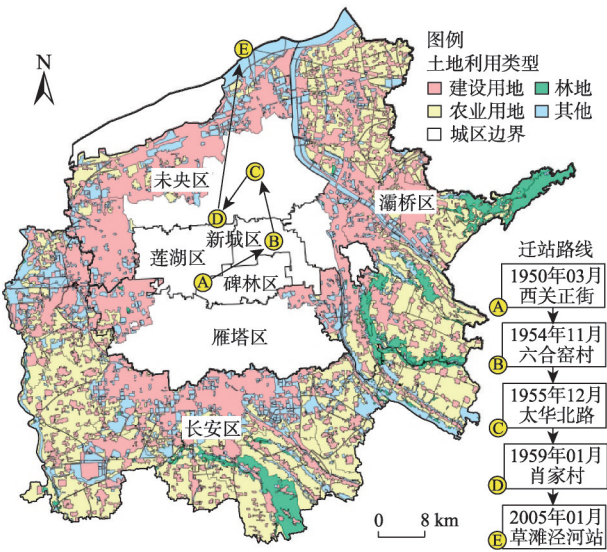 N
图例
土地利用类型
建设用地 林地
农业用地 其他
城区边界
E
未央区
C
灞桥区
D
新城区
B
莲湖区
A
碑林区
雁塔区
长安区
0 8 km
迁站路线
1950年03月
西关正街
A
1954年11月
六合窑村
B
1955年12月
太华北路
C
1959年01月
肖家村
D
2005年01月
草滩泾河站
E